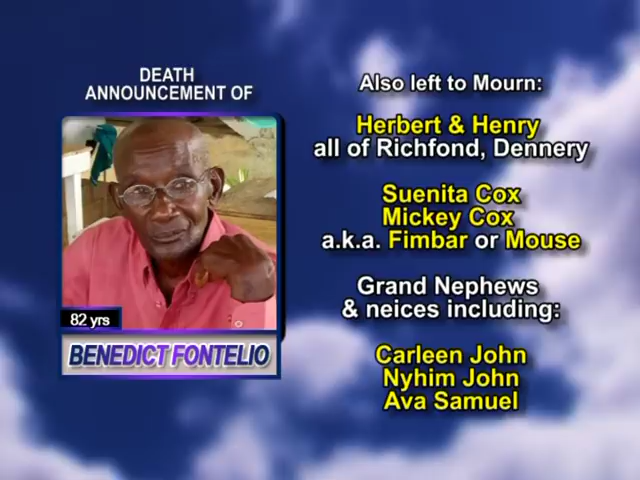 DEATH
ANNOUNCEMENT OF
82 yrs
BENEDICT FONTELIO
Also left to Mourn:
Herbert & Henry
all of Richfond, Dennery
Suenita Cox
Mickey Cox
a.k.a. Fimbar or Mouse
Grand Nephews
& neices including:
Carleen John
Nyhim John
Ava Samuel